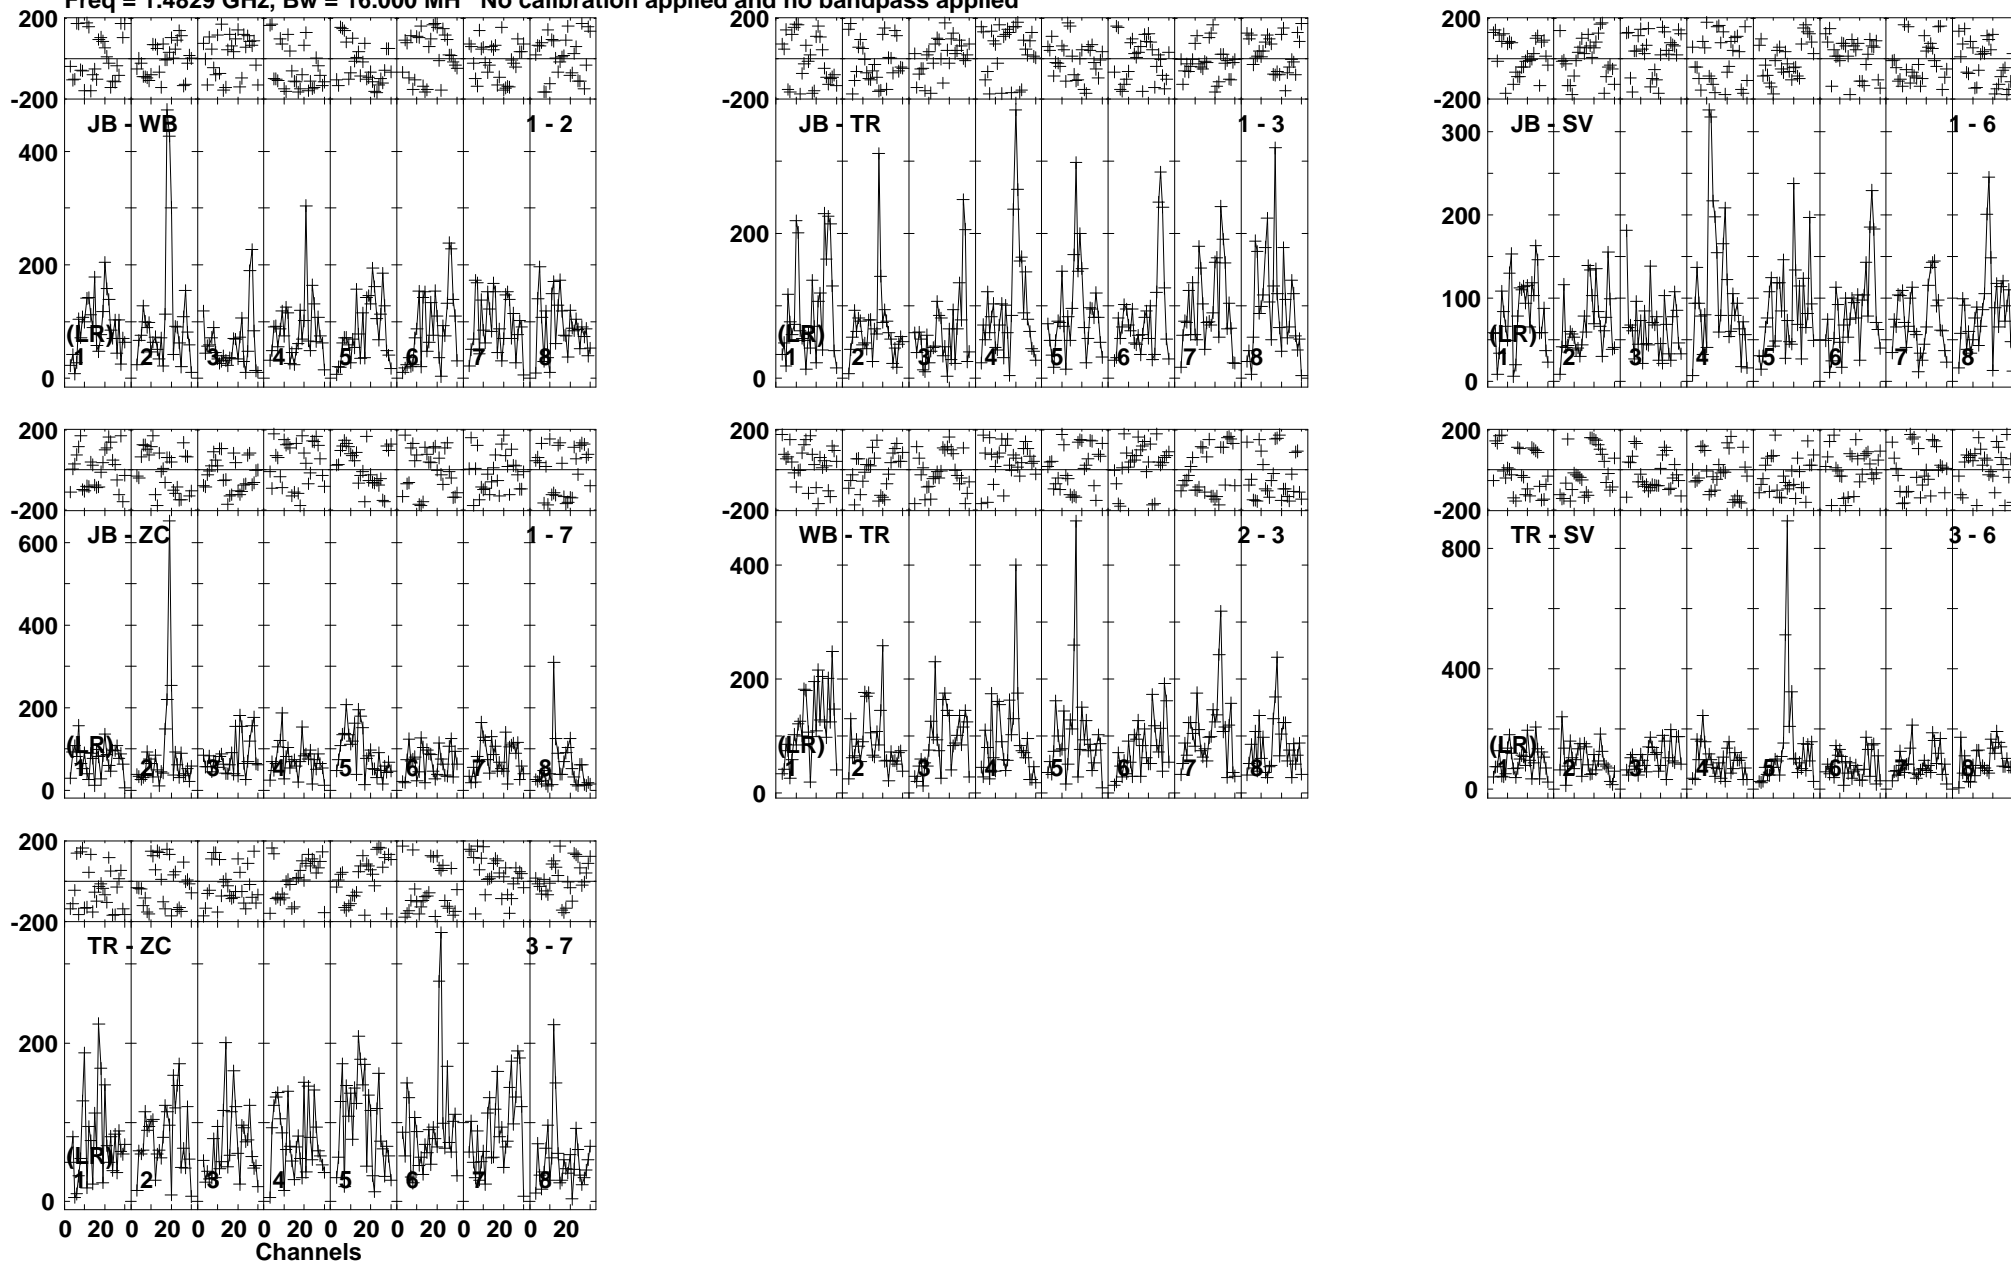 Freq = 1.4829 GHz, Bw = 16.000 MH No calibration applied and no bandpass applied
200
-200
JB - WB 1 - 2
400
200
0
(LR)
1 2 3 4 5 6 7 8
200
-200
JB - TR 1 - 3
200
0
(LR)
1 2 3 4 5 6 7 8
200
-200
JB - SV 1 - 6
300
200
100
0
(LR)
1 2 3 4 5 6 7 8
200
-200
JB - ZC 1 - 7
600
400
200
0
(LR)
1 2 3 4 5 6 7 8
200
-200
WB - TR 2 - 3
400
200
0
(LR)
1 2 3 4 5 6 7 8
200
-200
TR - SV 3 - 6
800
400
0
(LR)
1 2 3 4 5 6 7 8
200
-200
TR - ZC 3 - 7
200
0
(LR)
1 2 3 4 5 6 7 8
0 20 0 20 0 20 0 20 0 20 0 20 0 20 0 20
Channels